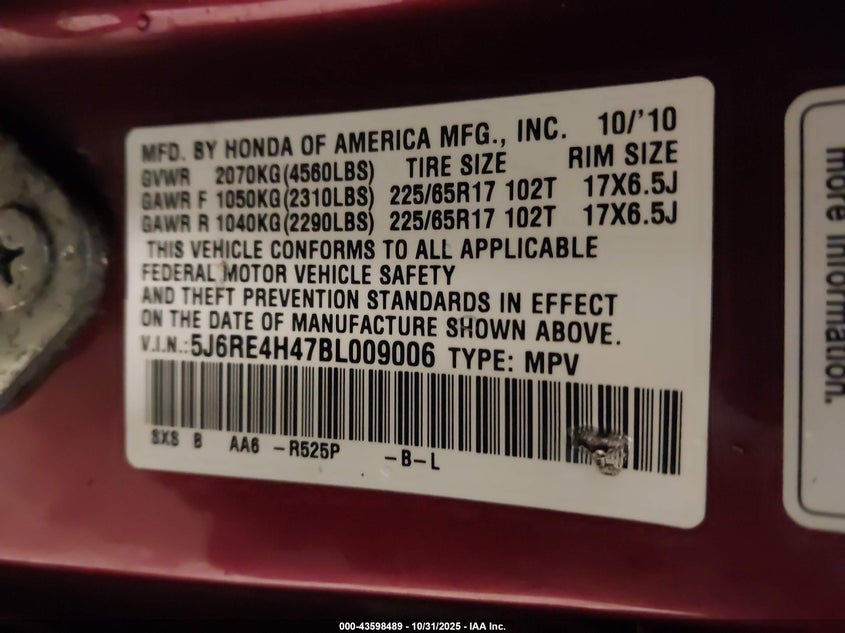 MFD. BY HONDA OF AMERICA MFG., INC. 10/'10
GVWR 2070KG(4560LBS) TIRE SIZE RIM SIZE
GAWR F 1050KG(2310LBS) 225/65R17 102T 17X6.5J
GAWR R 1040KG(2290LBS) 225/65R17 102T 17X6.5J
THIS VEHICLE CONFORMS TO ALL APPLICABLE
FEDERAL MOTOR VEHICLE SAFETY
AND THEFT PREVENTION STANDARDS IN EFFECT
ON THE DATE OF MANUFACTURE SHOWN ABOVE.
V.I.N.:5J6RE4H47BL009006 TYPE: MPV
SXS B AA6 -R525P -B-L
more information.
000-43598489 - 10/31/2025 - IAA Inc.